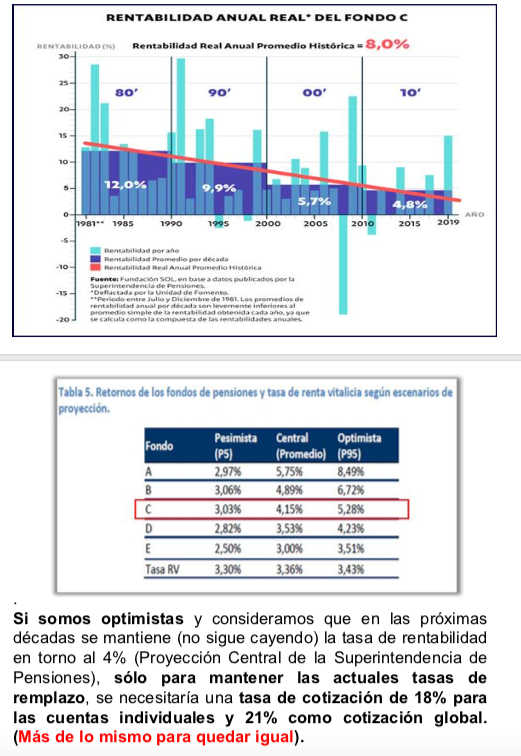 RENTABILIDAD ANUAL REAL* DEL FONDO C
RENTABILIDAD (%) Rentabilidad Real Anual Promedio Histórica = 8,0%
30
25
80' 90' 00' 10'
20
15
10
12,0% 9,9% 5,7% 4,8%
5
0
AÑO
1981** 1985 1990 1995 2000 2005 2010 2015 2019
-5
Rentabilidad por año
Rentabilidad Promedio por década
-10
Rentabilidad Real Anual Promedio Histórica
Fuente: Fundación SOL, en base a datos publicados por la
Superintendencia de Pensiones.
-15
*Deflactada por la Unidad de Fomento.
**Período entre Julio y Diciembre de 1981. Los promedios de
rentabilidad anual por década son levemente inferiores al
promedio simple de la rentabilidad obtenida cada año, ya que
-20
se calcula como la compuesta de las rentabilidades anuales.
Tabla 5. Retornos de los fondos de pensiones y tasa de renta vitalicia según escenarios de
proyección.
Fondo Pesimista (P5) Central (Promedio) Optimista (P95)
A 2,97% 5,75% 8,49%
B 3,06% 4,89% 6,72%
C 3,03% 4,15% 5,28%
D 2,82% 3,53% 4,23%
E 2,50% 3,00% 3,51%
Tasa RV 3,30% 3,36% 3,43%
.
Si somos optimistas y consideramos que en las próximas
décadas se mantiene (no sigue cayendo) la tasa de rentabilidad
en torno al 4% (Proyección Central de la Superintendencia de
Pensiones), sólo para mantener las actuales tasas de
remplazo, se necesitaría una tasa de cotización de 18% para
las cuentas individuales y 21% como cotización global.
(Más de lo mismo para quedar igual).